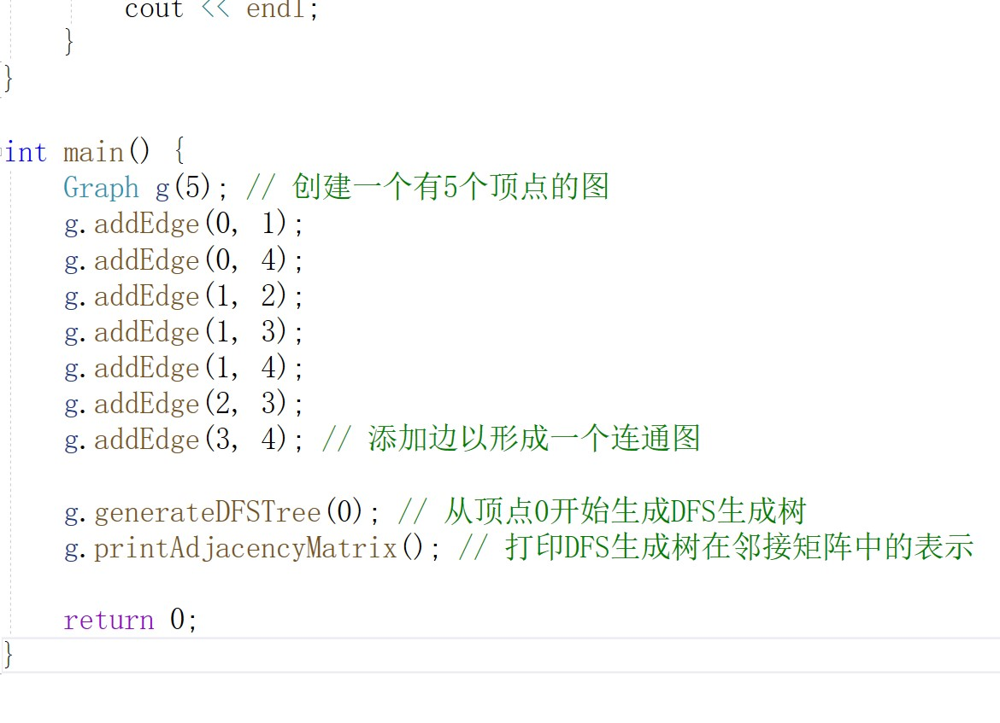 cout << endl;
}
}
int main() {
Graph g(5); // 创建一个有5个顶点的图
g.addEdge(0, 1);
g.addEdge(0, 4);
g.addEdge(1, 2);
g.addEdge(1, 3);
g.addEdge(1, 4);
g.addEdge(2, 3);
g.addEdge(3, 4); // 添加边以形成一个连通图
g.generateDFSTree(0); // 从顶点0开始生成DFS生成树
g.printAdjacencyMatrix(); // 打印DFS生成树在邻接矩阵中的表示
return 0;
}